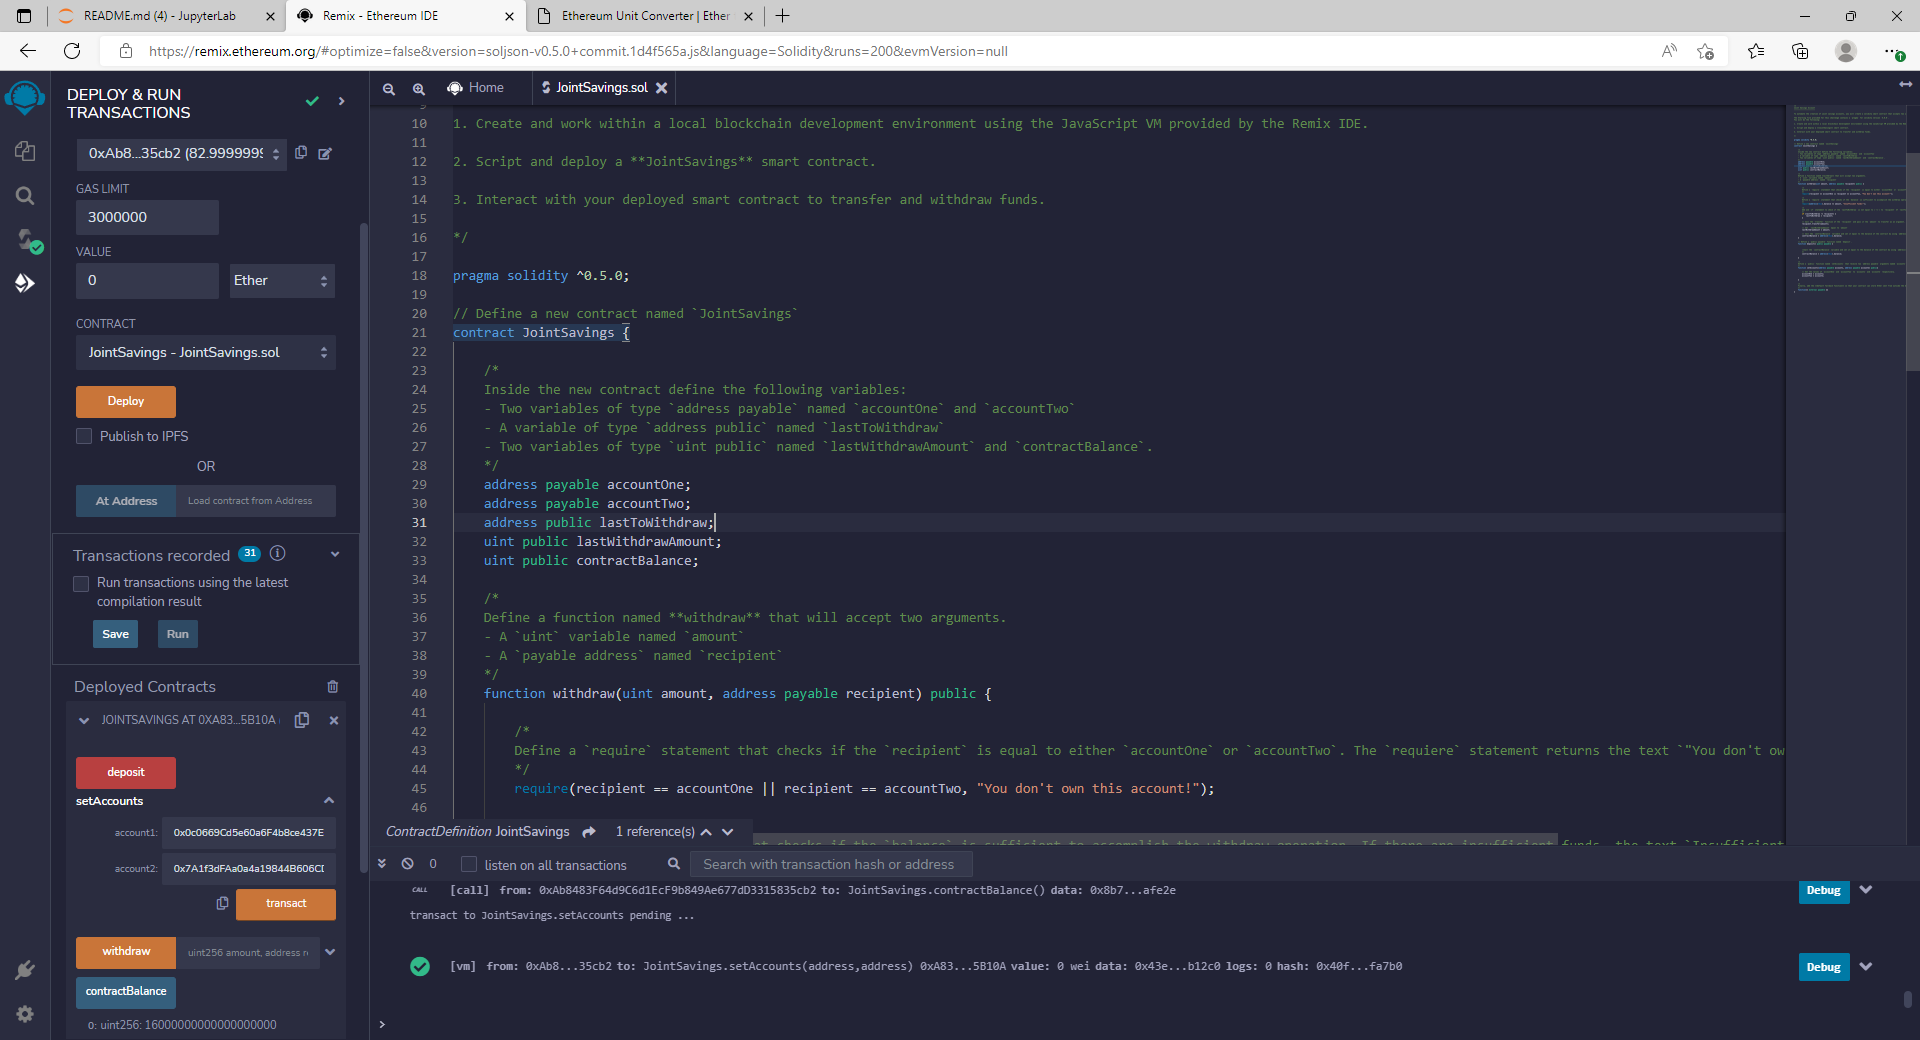 README.md (4) - JupyterLab
Remix - Ethereum IDE
Ethereum Unit Converter | Ether
https://remix.ethereum.org/#optimize=false&version=soljson-v0.5.0+commit.1d4f565a.js&language=Solidity&runs=200&evmVersion=null
DEPLOY & RUN
TRANSACTIONS
0xAb8...35cb2 (82.9999999
GAS LIMIT
3000000
VALUE
0
Ether
CONTRACT
JointSavings - JointSavings.sol
Deploy
Publish to IPFS
OR
At Address
Load contract from Address
Transactions recorded 31 i
Run transactions using the latest
compilation result
Save
Run
Deployed Contracts
JOINTSAVINGS AT 0XA83...5B10A
deposit
setAccounts
account1: 0x0c0669Cd5e60a6F4b8ce437E
account2: 0x7A1f3dFAa0a4a19844B606CD
transact
withdraw
uint256 amount, address r
contractBalance
0: uint256: 16000000000000000000
Home
JointSavings.sol
10 1. Create and work within a local blockchain development environment using the JavaScript VM provided by the Remix IDE.
11
12 2. Script and deploy a **JointSavings** smart contract.
13
14 3. Interact with your deployed smart contract to transfer and withdraw funds.
15
16 */
17
18 pragma solidity ^0.5.0;
19
20 // Define a new contract named `JointSavings`
21 contract JointSavings {
22
23 /*
24 Inside the new contract define the following variables:
25 - Two variables of type `address payable` named `accountOne` and `accountTwo`
26 - A variable of type `address public` named `lastToWithdraw`
27 - Two variables of type `uint public` named `lastWithdrawAmount` and `contractBalance`.
28 */
29 address payable accountOne;
30 address payable accountTwo;
31 address public lastToWithdraw;
32 uint public lastWithdrawAmount;
33 uint public contractBalance;
34
35 /*
36 Define a function named **withdraw** that will accept two arguments.
37 - A `uint` variable named `amount`
38 - A `payable address` named `recipient`
39 */
40 function withdraw(uint amount, address payable recipient) public {
41
42 /*
43 Define a `require` statement that checks if the `recipient` is equal to either `accountOne` or `accountTwo`. The `requiere` statement returns the text `"You don't ow
44 */
45 require(recipient == accountOne || recipient == accountTwo, "You don't own this account!");
46
ContractDefinition JointSavings 1 reference(s)
0
listen on all transactions
Search with transaction hash or address
CALL [call] from: 0xAb8483F64d9C6d1EcF9b849Ae677dD3315835cb2 to: JointSavings.contractBalance() data: 0x8b7...afe2e
Debug
transact to JointSavings.setAccounts pending ...
[vm] from: 0xAb8...35cb2 to: JointSavings.setAccounts(address,address) 0xA83...5B10A value: 0 wei data: 0x43e...b12c0 logs: 0 hash: 0x40f...fa7b0
Debug
>